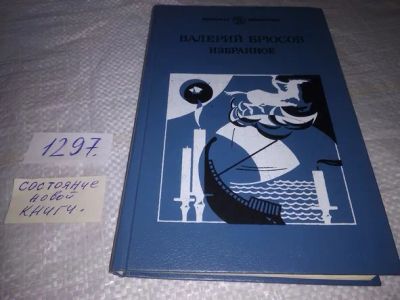 ВАЛЕРИЙ БРЮСОВ
ИЗБРАННОЕ
1297.
СОСТОЯНИЕ
НОВОЙ
КНИГИ.